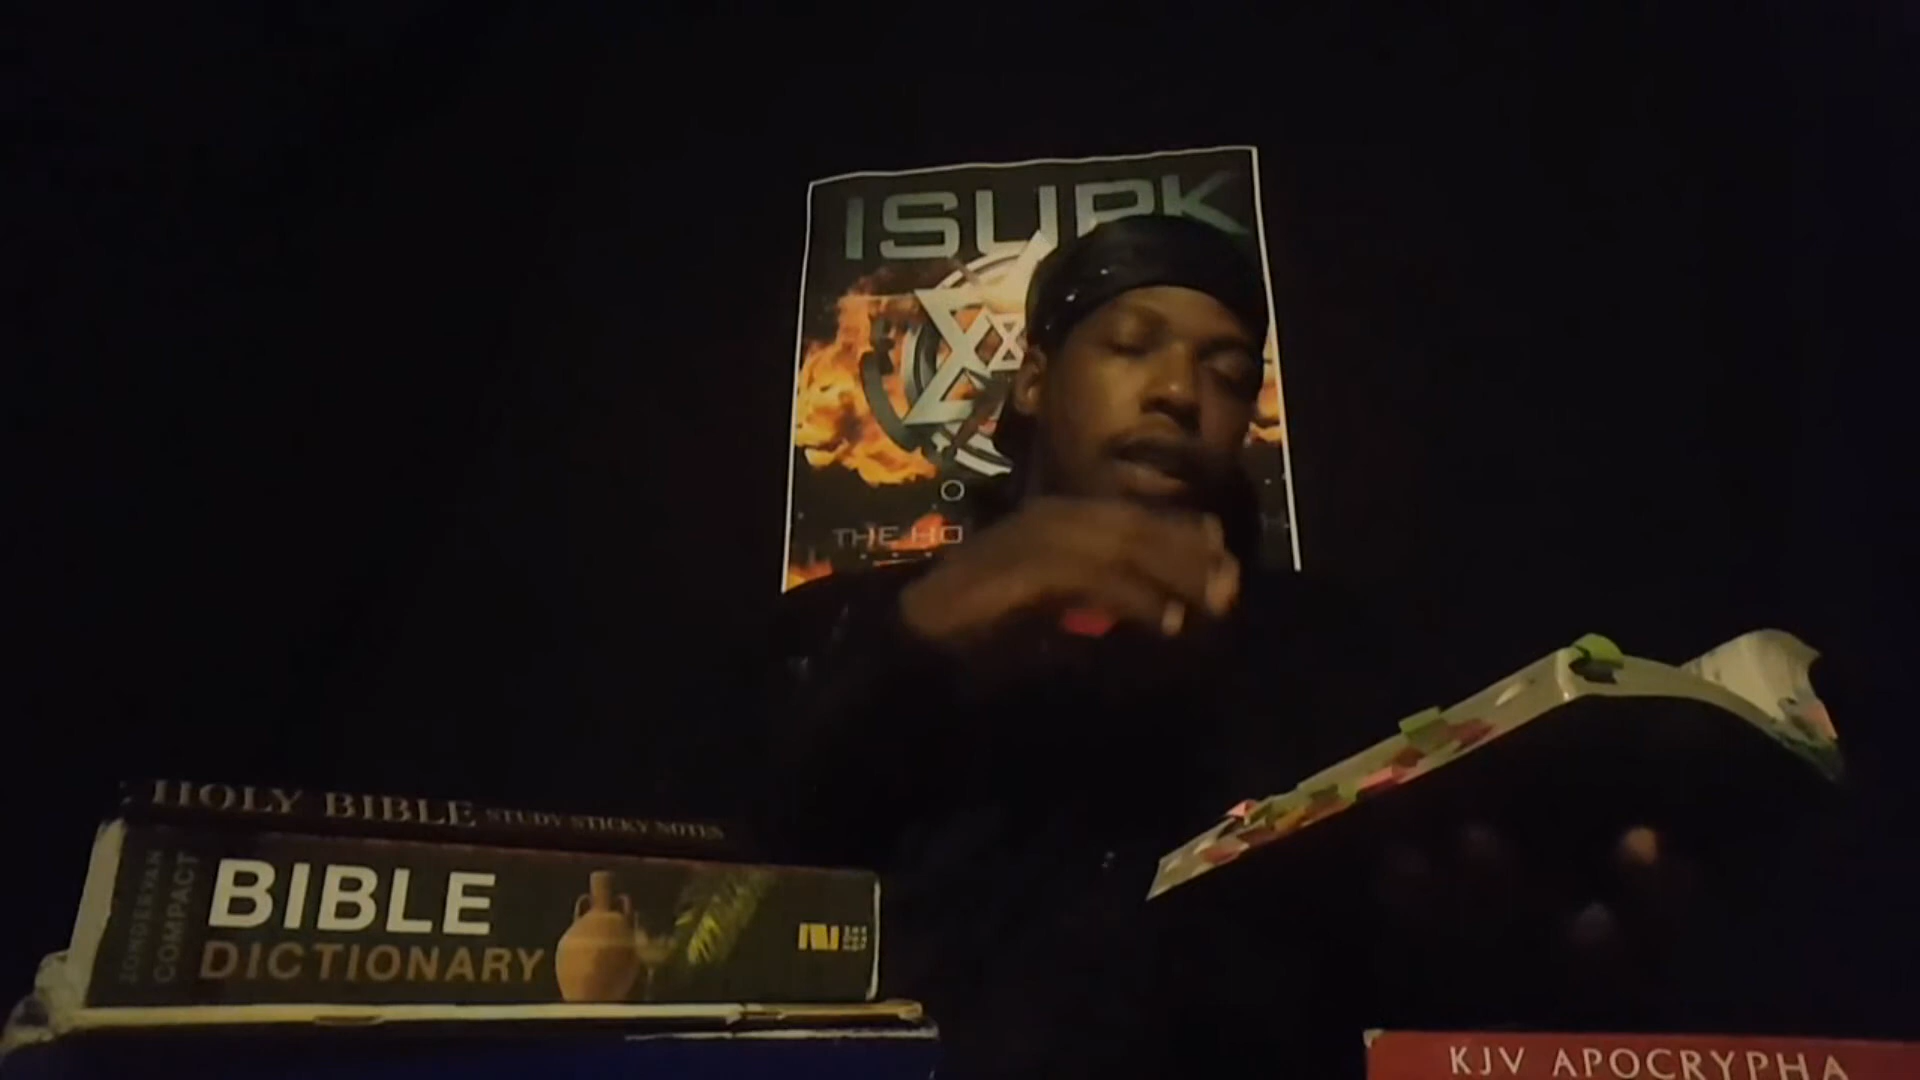 ISUPK
O
THE HO
HOLY BIBLE STUDY STICKY NOTES
ZONDERVAN
COMPACT
BIBLE
DICTIONARY
KJV APOCRYPHA